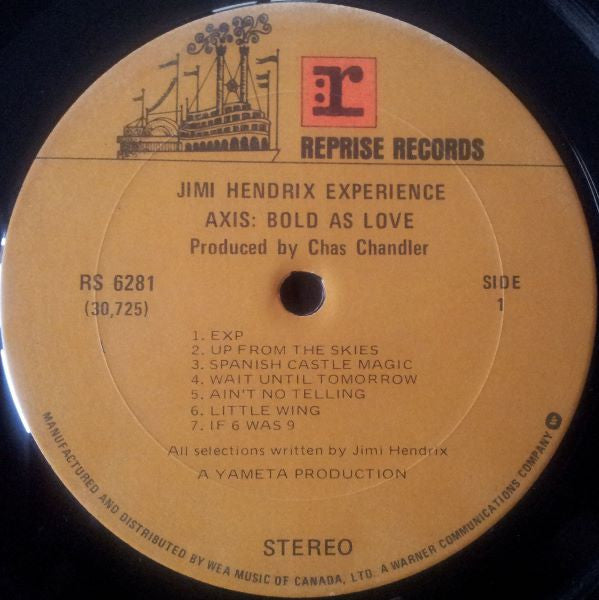 r
REPRISE RECORDS
JIMI HENDRIX EXPERIENCE
AXIS: BOLD AS LOVE
Produced by Chas Chandler
RS 6281
(30,725)
SIDE
1
1. EXP
2. UP FROM THE SKIES
3. SPANISH CASTLE MAGIC
4. WAIT UNTIL TOMORROW
5. AIN'T NO TELLING
6. LITTLE WING
7. IF 6 WAS 9
All selections written by Jimi Hendrix
A YAMETA PRODUCTION
STEREO
MANUFACTURED AND DISTRIBUTED BY WEA MUSIC OF CANADA, LTD. A WARNER COMMUNICATIONS COMPANY W